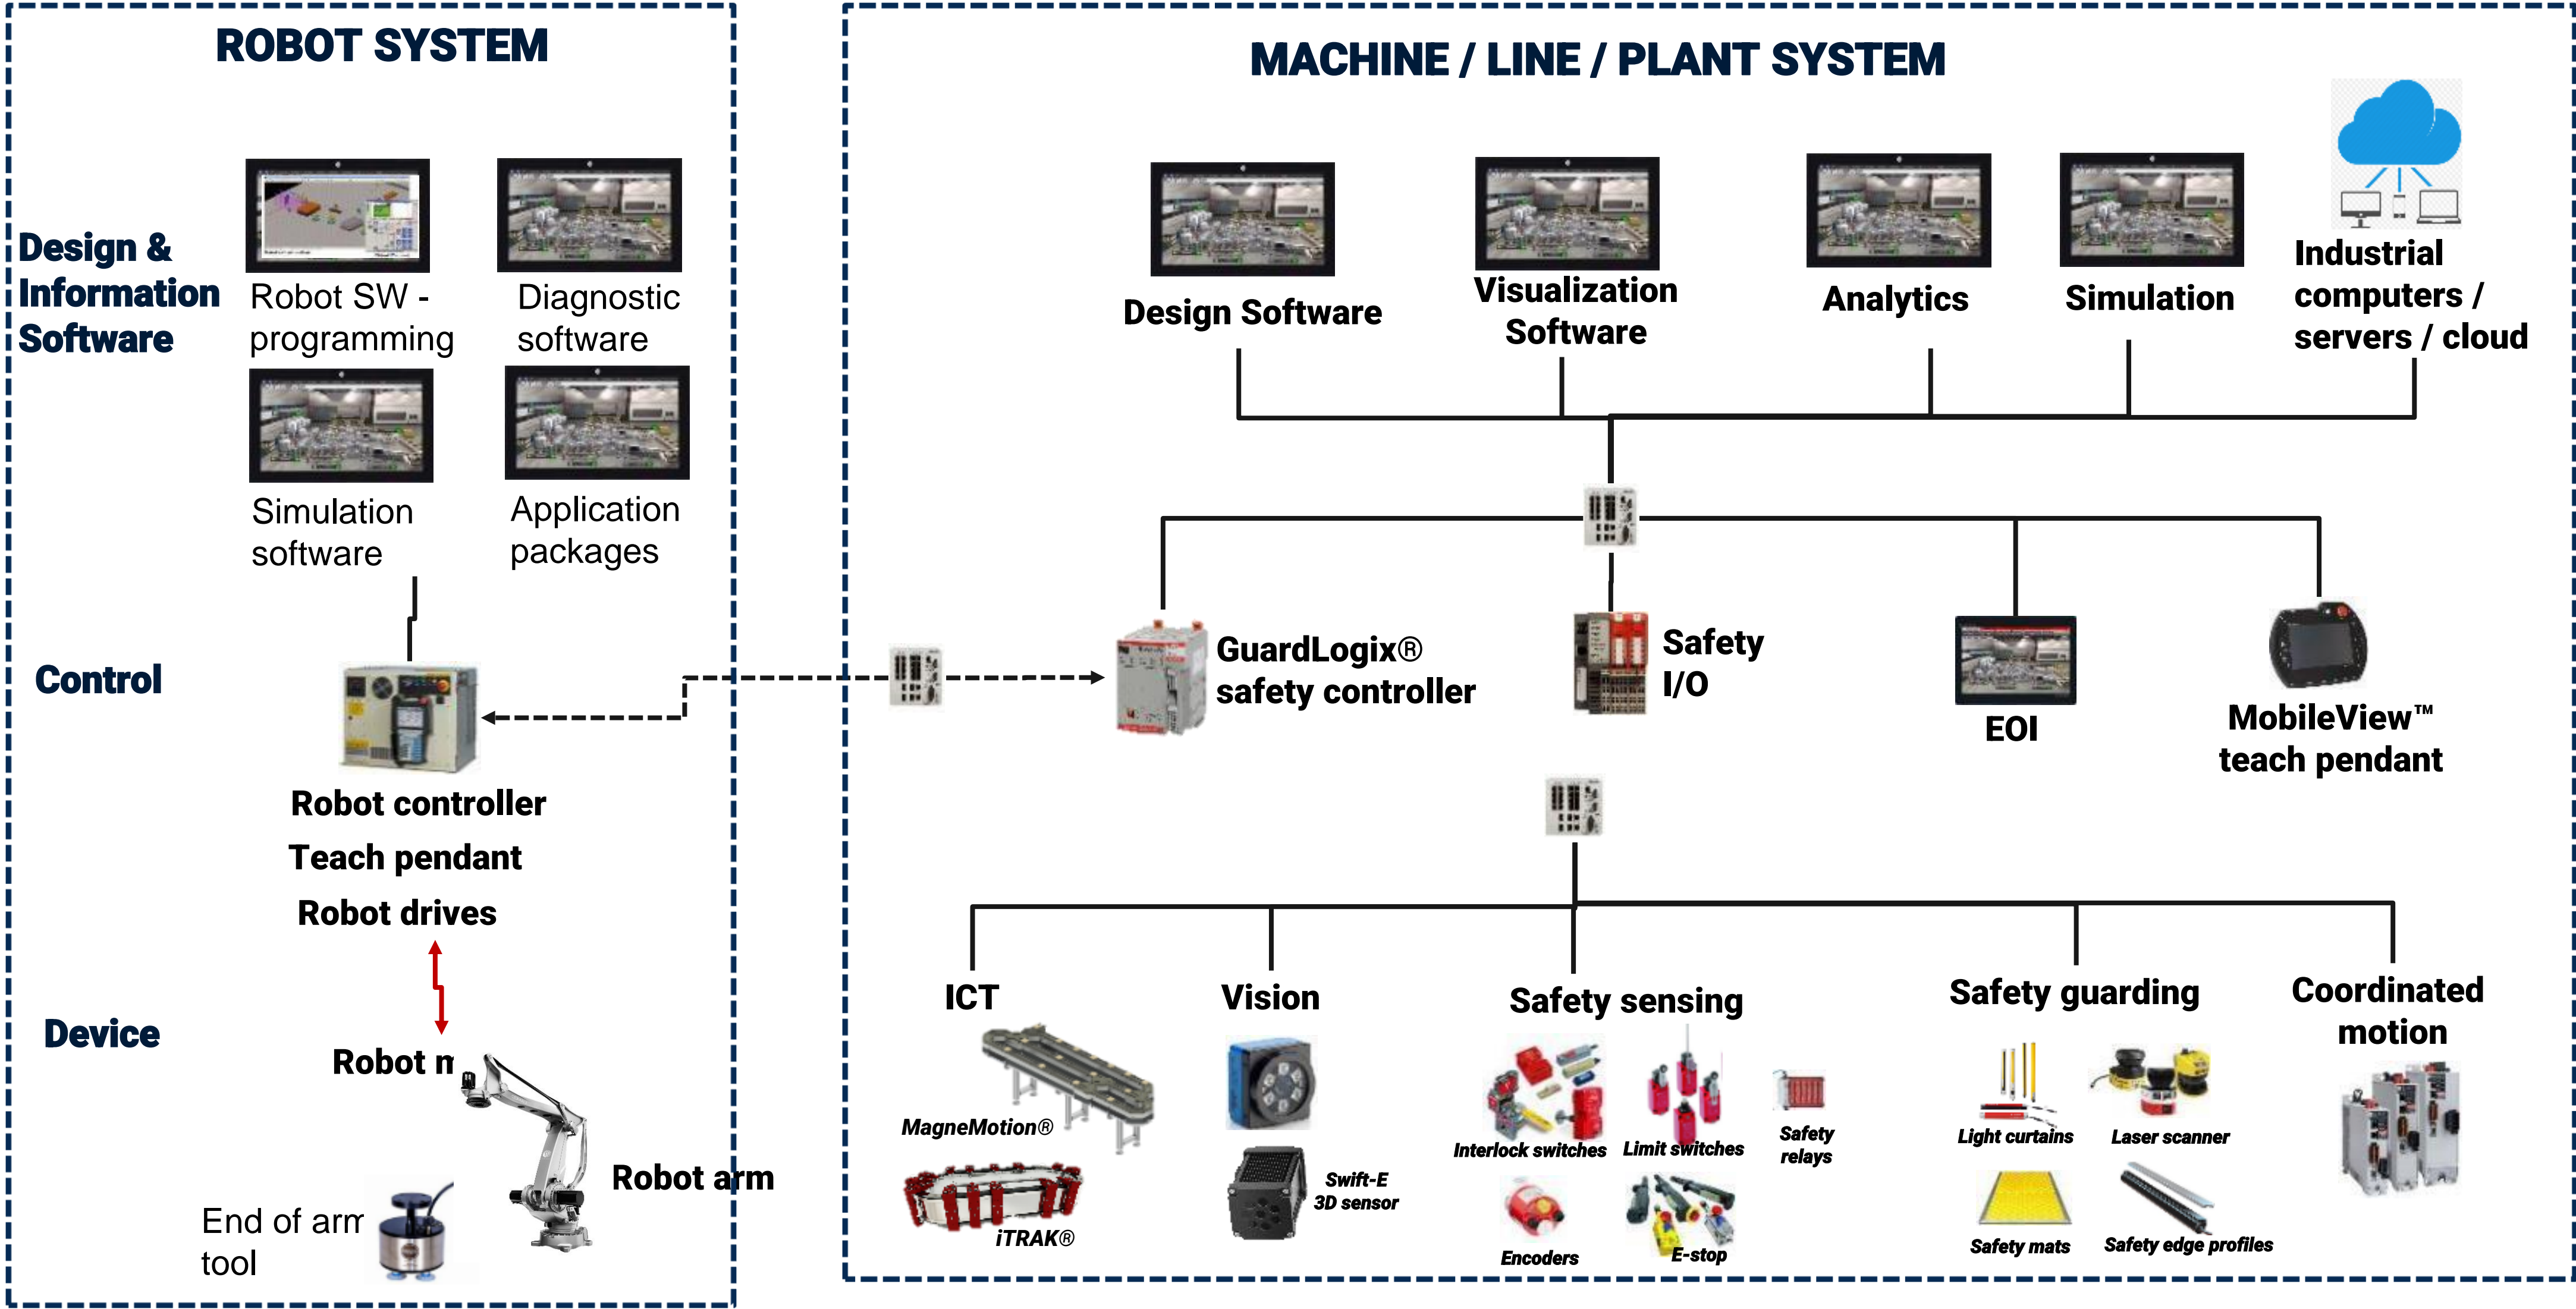 ROBOT SYSTEM
Design &
Information
Software
Robot SW -
programming
Diagnostic
software
Simulation
software
Application
packages
Control
Robot controller
Teach pendant
Robot drives
Device
Robot
Robot arm
End of arm
tool
MACHINE / LINE / PLANT SYSTEM
Design Software
Visualization
Software
Analytics
Simulation
Industrial
computers /
servers / cloud
GuardLogix®
safety controller
Safety
I/O
EOI
MobileView™
teach pendant
ICT
MagneMotion®
iTRAK®
Vision
Swift-E
3D sensor
Safety sensing
Interlock switches
Limit switches
Safety
relays
Encoders
E-stop
Safety guarding
Light curtains
Laser scanner
Safety mats
Safety edge profiles
Coordinated
motion